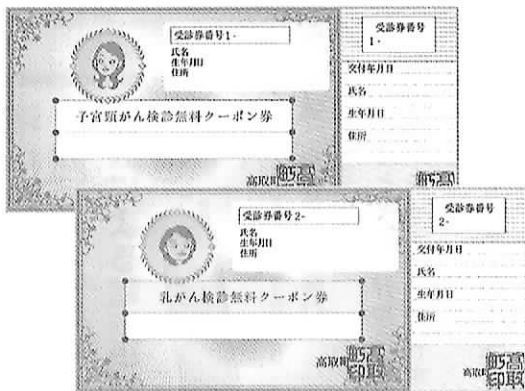 受診券番号1-
氏名
生年月日
住所
子宮頸がん検診無料クーポン券
高取町
受診券番号
1-
交付年月日
氏名
生年月日
住所
受診券番号2-
氏名
生年月日
住所
乳がん検診無料クーポン券
高取町
受診券番号
2-
交付年月日
氏名
生年月日
住所
高取町